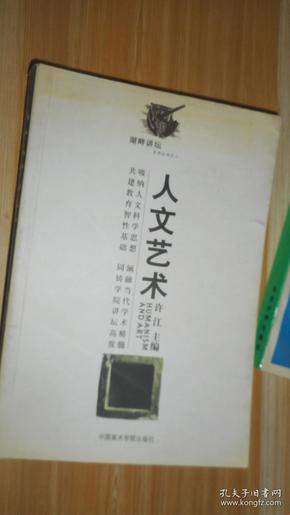 湖畔讲坛
人文艺术
许江 主编
HUMANISM
AND ART
吸纳人文科学思想 涵融当代学术精髓
共建教育智性基础 同铸学院讲坛高度
中国美术学院出版社
孔夫子旧书网